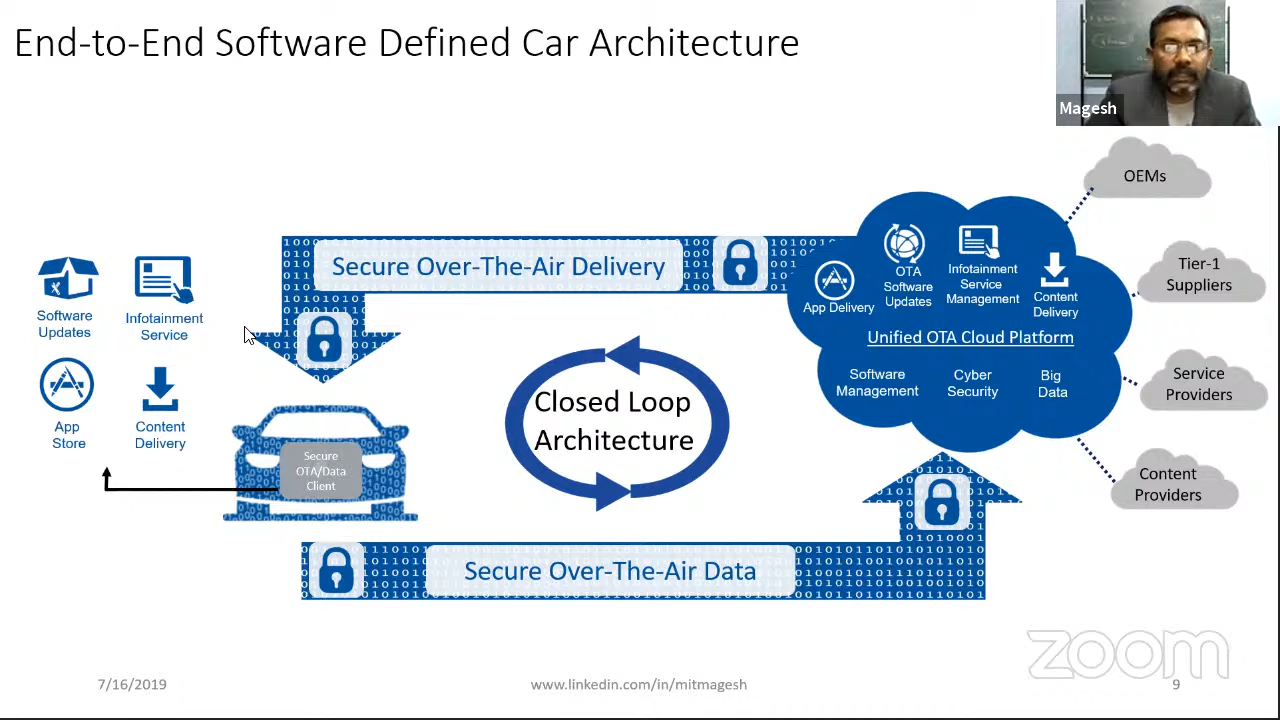 End-to-End Software Defined Car Architecture
Magesh
OEMs
Tier-1
Suppliers
Service
Providers
Content
Providers
Secure Over-The-Air Delivery
App Delivery
OTA
Software
Updates
Infotainment
Service
Management
Content
Delivery
Unified OTA Cloud Platform
Software
Management
Cyber
Security
Big
Data
Software
Updates
Infotainment
Service
App
Store
Content
Delivery
Secure
OTA/Data
Client
Closed Loop
Architecture
Secure Over-The-Air Data
zoom
7/16/2019
www.linkedin.com/in/mitmagesh
9